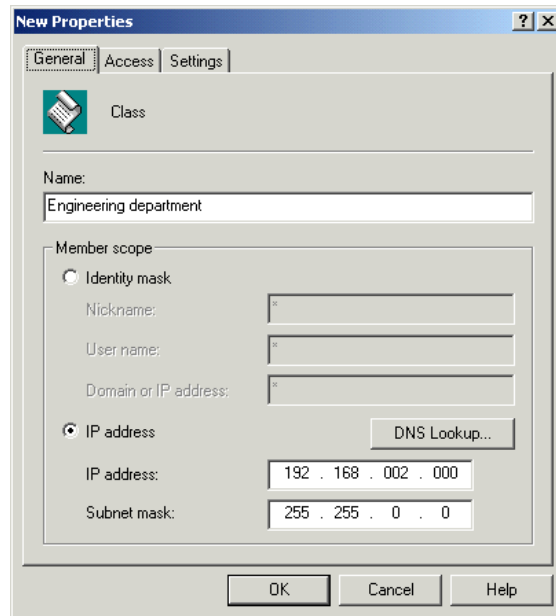 New Properties
General Access Settings
Class
Name:
Engineering department
Member scope
Identity mask
Nickname: *
User name: *
Domain or IP address: *
IP address DNS Lookup...
IP address: 192 . 168 . 002 . 000
Subnet mask: 255 . 255 . 0 . 0
OK Cancel Help